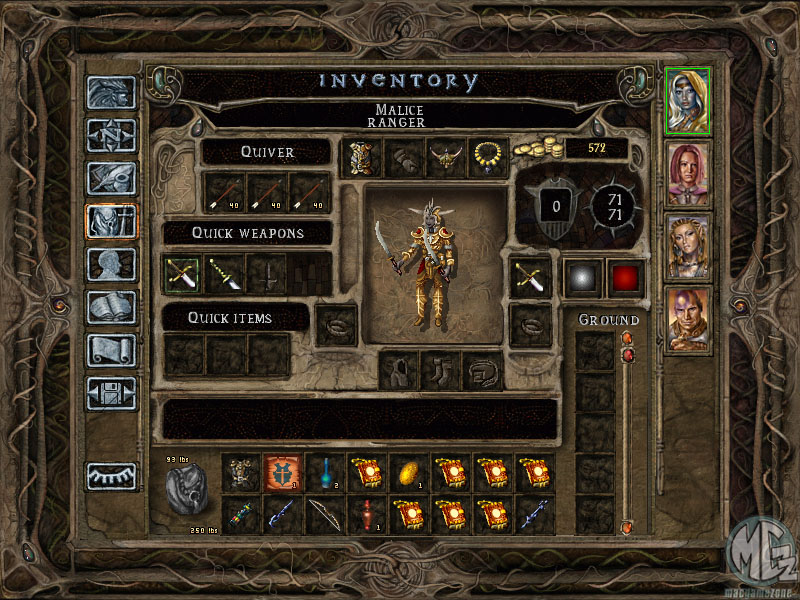 INVENTORY
MALICE
RANGER
QUIVER
572
40 40 40
0
71
71
QUICK WEAPONS
QUICK ITEMS
GROUND
93 lbs
1 2 1
250 lbs
1
MGZ
macgamezone